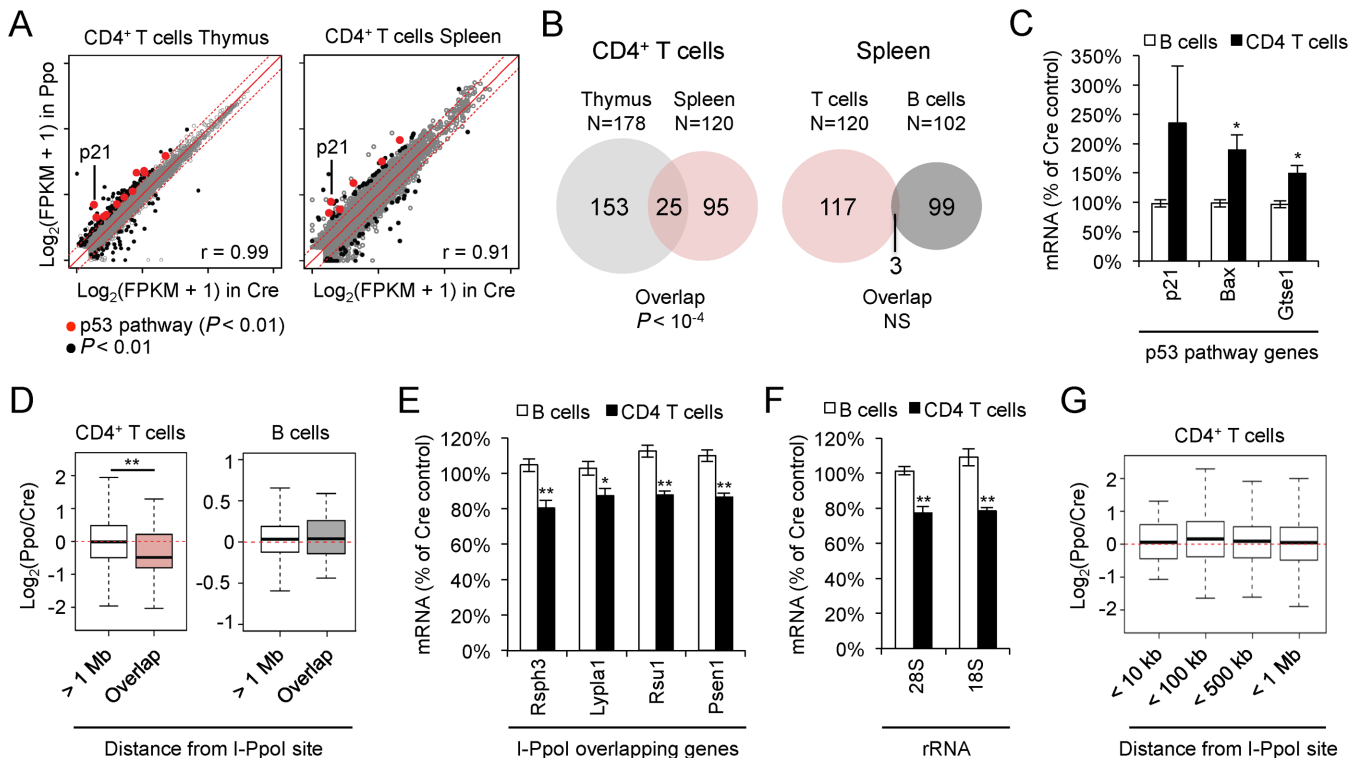 A
CD4+ T cells Thymus
CD4+ T cells Spleen
Log2(FPKM + 1) in Ppo
p21
r = 0.99
p21
r = 0.91
Log2(FPKM + 1) in Cre
Log2(FPKM + 1) in Cre
p53 pathway (P < 0.01)
P < 0.01
B
CD4+ T cells
Spleen
Thymus
N=178
Spleen
N=120
T cells
N=120
B cells
N=102
153
25
95
117
99
3
Overlap
P < 10-4
Overlap
NS
C
B cells
CD4 T cells
mRNA (% of Cre control)
350%
300%
250%
200%
150%
100%
50%
0%
*
*
p21
Bax
Gtse1
p53 pathway genes
D
CD4+ T cells
B cells
Log2(Ppo/Cre)
2
1
0
-1
-2
**
1
0.5
0
-0.5
-1
> 1 Mb
Overlap
> 1 Mb
Overlap
Distance from I-PpoI site
E
B cells
CD4 T cells
mRNA (% of Cre control)
120%
100%
80%
60%
40%
20%
0%
**
*
**
**
Rsph3
Lypla1
Rsu1
Psen1
I-PpoI overlapping genes
F
B cells
CD4 T cells
mRNA (% of Cre control)
120%
100%
80%
60%
40%
20%
0%
**
**
28S
18S
rRNA
G
CD4+ T cells
Log2(Ppo/Cre)
2
1
0
-1
-2
< 10 kb
< 100 kb
< 500 kb
< 1 Mb
Distance from I-PpoI site